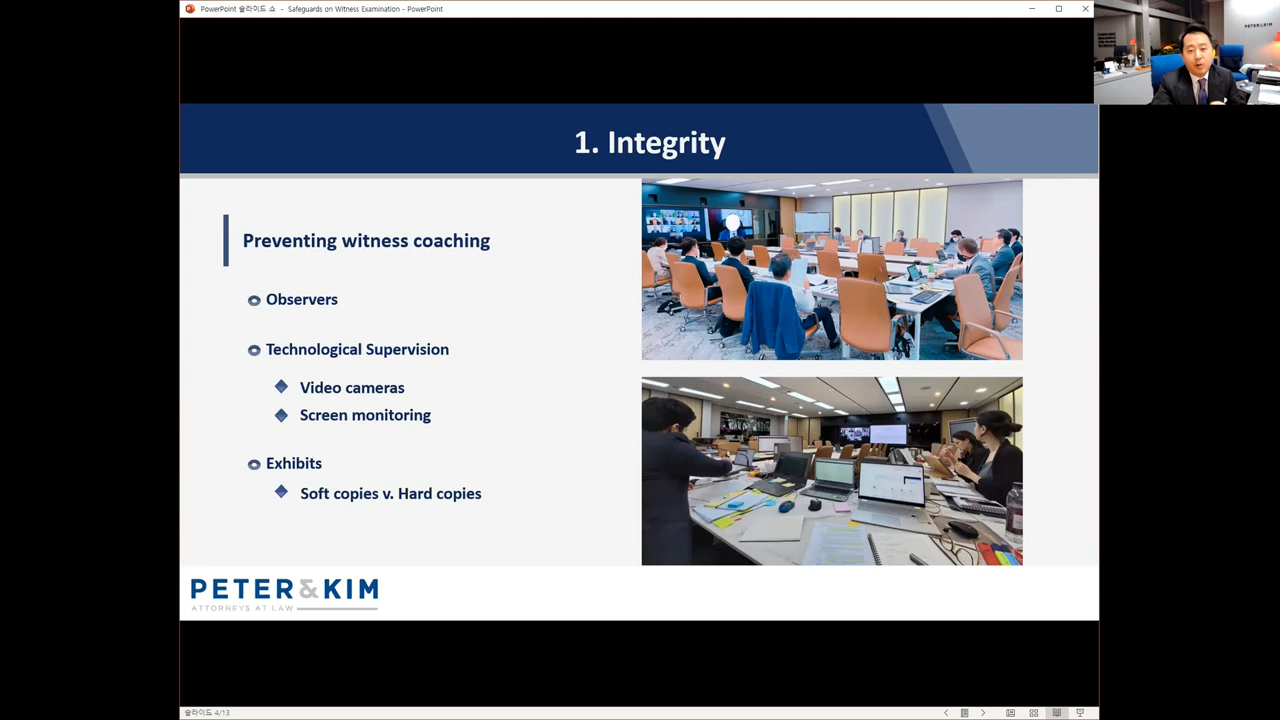 PowerPoint 슬라이드 쇼 - Safeguards on Witness Examination - PowerPoint
PETER&KIM
1. Integrity
Preventing witness coaching
Observers
Technological Supervision
Video cameras
Screen monitoring
Exhibits
Soft copies v. Hard copies
PETER&KIM
ATTORNEYS AT LAW
슬라이드 4/13